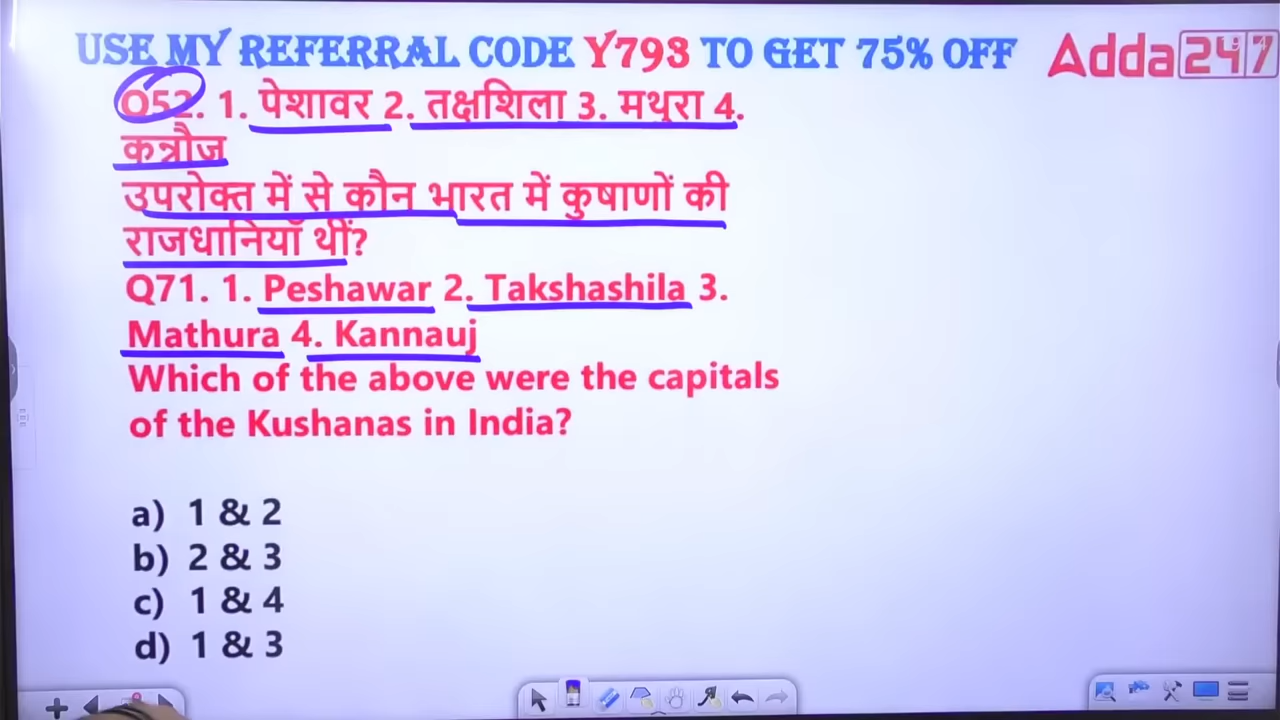 USE MY REFERRAL CODE Y793 TO GET 75% OFF
Adda247
Q52. 1. पेशावर 2. तक्षशिला 3. मथुरा 4.
कन्नौज
उपरोक्त में से कौन भारत में कुषाणों की
राजधानियाँ थीं?
Q71. 1. Peshawar 2. Takshashila 3.
Mathura 4. Kannauj
Which of the above were the capitals
of the Kushanas in India?
a) 1 & 2
b) 2 & 3
c) 1 & 4
d) 1 & 3